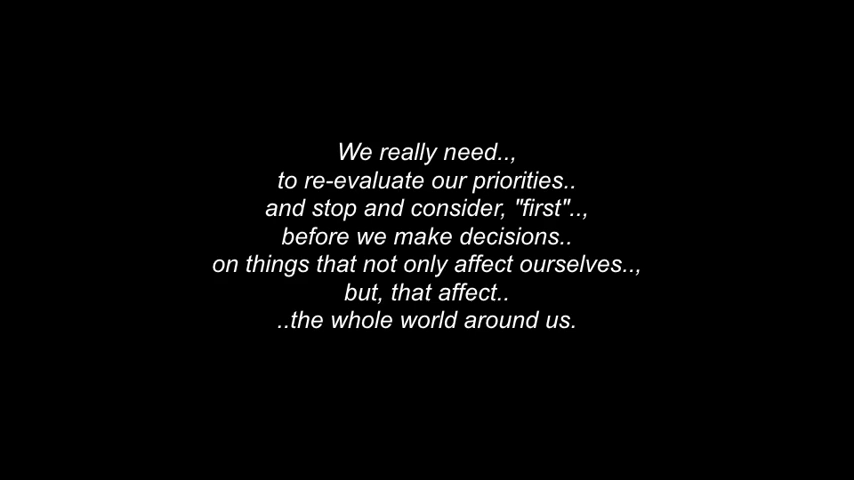 We really need..,
to re-evaluate our priorities..
and stop and consider, "first"..,
before we make decisions..
on things that not only affect ourselves..,
but, that affect..
..the whole world around us.